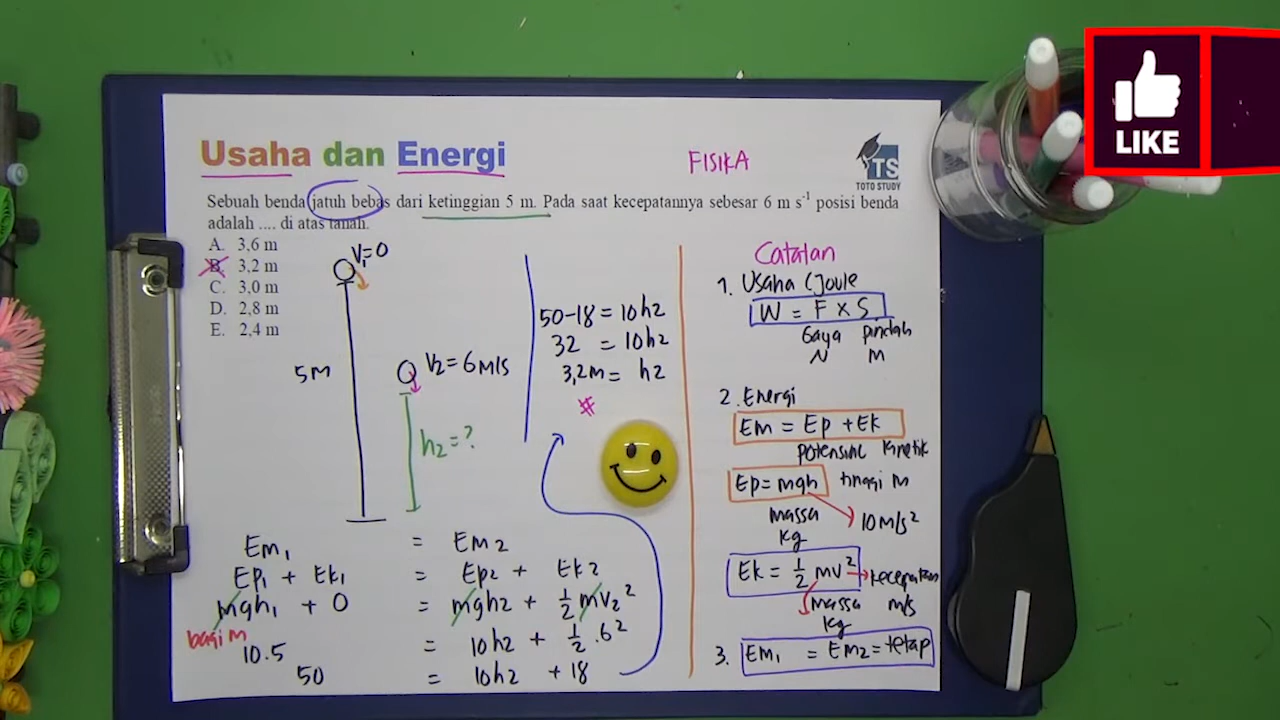 LIKE
Usaha dan Energi
FISIKA
TS
TOTO STUDY
Sebuah benda jatuh bebas dari ketinggian 5 m. Pada saat kecepatannya sebesar 6 m s⁻¹ posisi benda
adalah .... di atas tanah.
A. 3,6 m
B. 3,2 m
C. 3,0 m
D. 2,8 m
E. 2,4 m
V₁=0
5M
V₂=6M/s
h₂=?
Em₁ = Em₂
Ep₁ + Ek₁ = Ep₂ + Ek₂
mgh₁ + 0 = mgh₂ + ½mv₂²
bagi m
10.5 = 10h₂ + ½.6²
50 = 10h₂ + 18
50-18 = 10h₂
32 = 10h₂
3,2m = h₂
#
Catatan
1. Usaha (Joule
W = F x S
Gaya pindah
N M
2. Energi
Em = Ep + Ek
potensial kinetik
Ep = mgh tinggi M
massa 10 M/s²
kg
Ek = ½ mv² kecepatan
massa m/s
kg
3. Em₁ = Em₂ = tetap